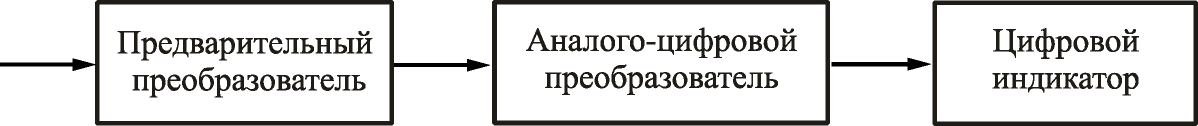 Предварительный
преобразователь
Аналого-цифровой
преобразователь
Цифровой
индикатор